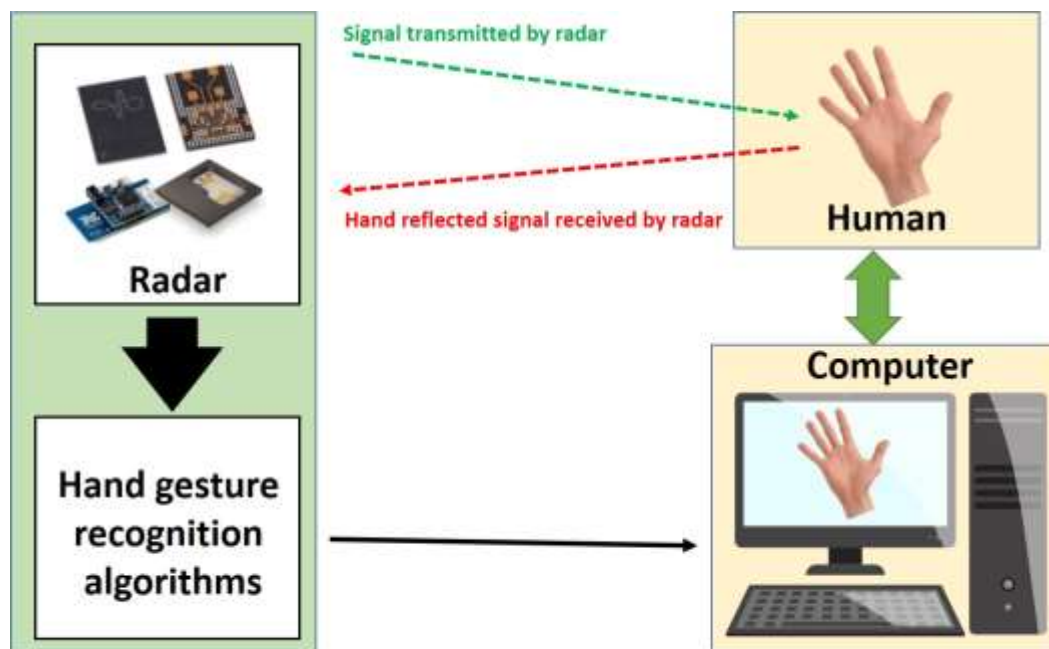 Signal transmitted by radar
Hand reflected signal received by radar
Radar
Human
Computer
Hand gesture
recognition
algorithms